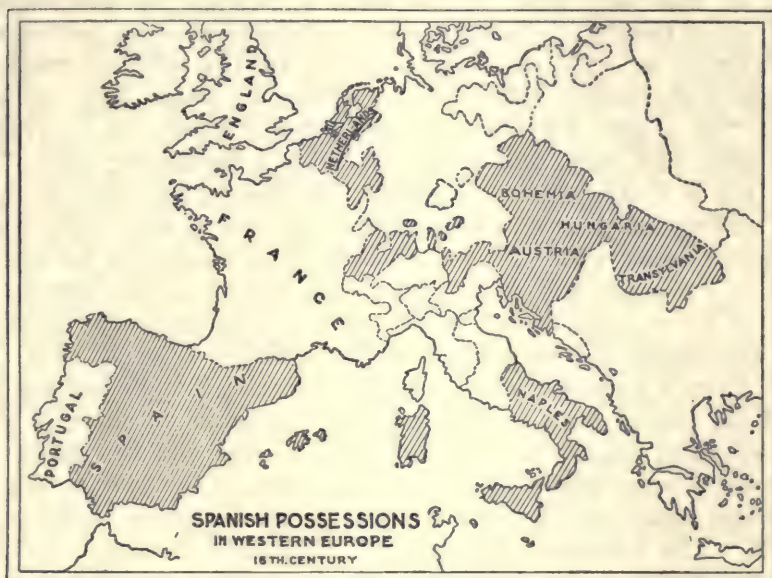 ENGLAND
NETHERLANDS
FRANCE
BOHEMIA
HUNGARIA
AUSTRIA
TRANSYLVANIA
PORTUGAL
SPAIN
NAPLES
SPANISH POSSESSIONS
IN WESTERN EUROPE
16TH. CENTURY